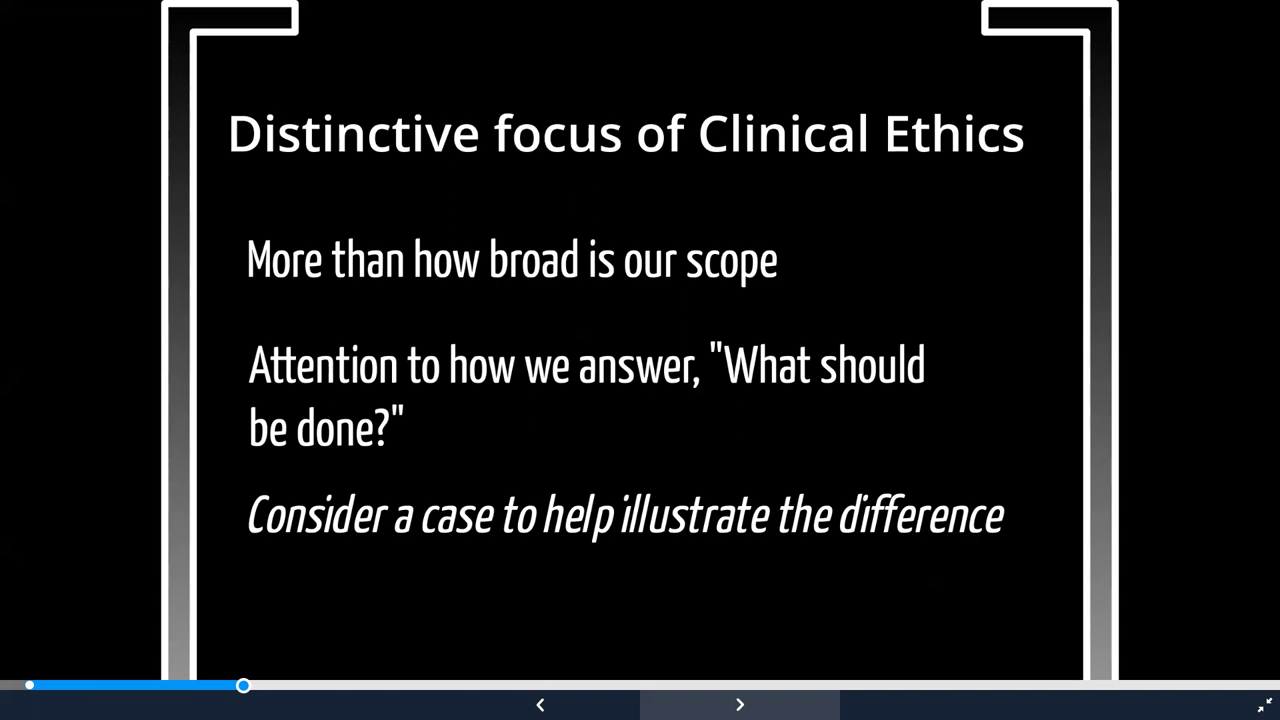 Distinctive focus of Clinical Ethics
More than how broad is our scope
Attention to how we answer, "What should
be done?"
Consider a case to help illustrate the difference